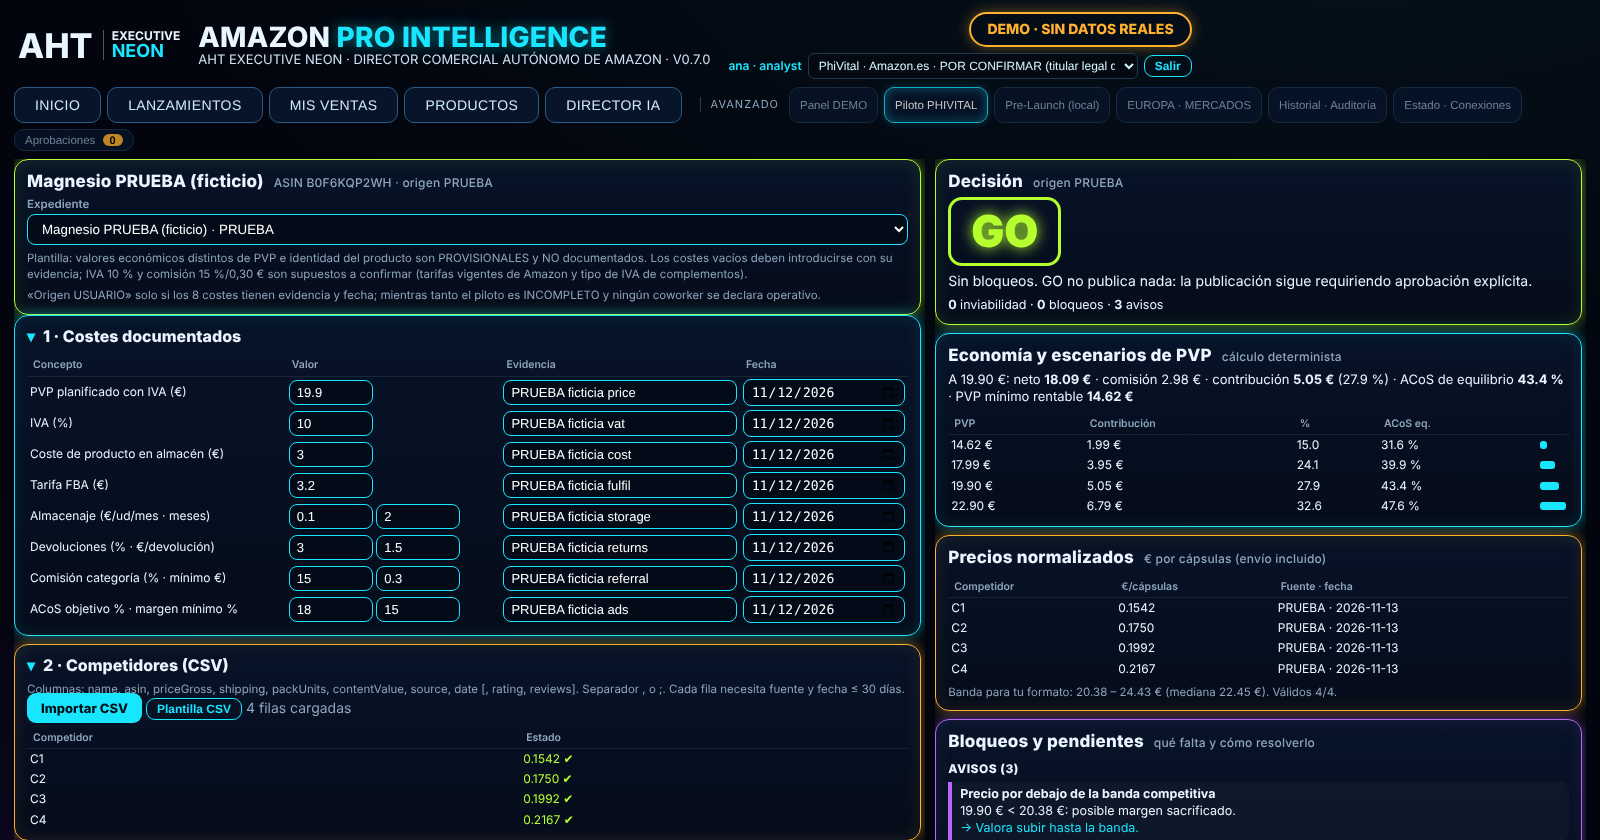 AHT EXECUTIVE NEON
AMAZON PRO INTELLIGENCE
AHT EXECUTIVE NEON · DIRECTOR COMERCIAL AUTÓNOMO DE AMAZON · V0.7.0
DEMO · SIN DATOS REALES
ana · analyst
PhiVital · Amazon.es · POR CONFIRMAR (titular legal c
Salir
INICIO
LANZAMIENTOS
MIS VENTAS
PRODUCTOS
DIRECTOR IA
AVANZADO
Panel DEMO
Piloto PHIVITAL
Pre-Launch (local)
EUROPA · MERCADOS
Historial · Auditoría
Estado · Conexiones
Aprobaciones 0
Magnesio PRUEBA (ficticio) ASIN B0F6KQP2WH · origen PRUEBA
Expediente
Magnesio PRUEBA (ficticio) · PRUEBA
Plantilla: valores económicos distintos de PVP e identidad del producto son PROVISIONALES y NO documentados. Los costes vacíos deben introducirse con su
evidencia; IVA 10 % y comisión 15 %/0,30 € son supuestos a confirmar (tarifas vigentes de Amazon y tipo de IVA de complementos).
«Origen USUARIO» solo si los 8 costes tienen evidencia y fecha; mientras tanto el piloto es INCOMPLETO y ningún coworker se declara operativo.
▼ 1 · Costes documentados
Concepto Valor Evidencia Fecha
PVP planificado con IVA (€) 19.9 PRUEBA ficticia price 11/12/2026
IVA (%) 10 PRUEBA ficticia vat 11/12/2026
Coste de producto en almacén (€) 3 PRUEBA ficticia cost 11/12/2026
Tarifa FBA (€) 3.2 PRUEBA ficticia fulfil 11/12/2026
Almacenaje (€/ud/mes · meses) 0.1 2 PRUEBA ficticia storage 11/12/2026
Devoluciones (% · €/devolución) 3 1.5 PRUEBA ficticia returns 11/12/2026
Comisión categoría (% · mínimo €) 15 0.3 PRUEBA ficticia referral 11/12/2026
ACoS objetivo % · margen mínimo % 18 15 PRUEBA ficticia ads 11/12/2026
▼ 2 · Competidores (CSV)
Columnas: name, asin, priceGross, shipping, packUnits, contentValue, source, date [, rating, reviews]. Separador , o ;. Cada fila necesita fuente y fecha ≤ 30 días.
Importar CSV
Plantilla CSV
4 filas cargadas
Competidor Estado
C1 0.1542 ✔
C2 0.1750 ✔
C3 0.1992 ✔
C4 0.2167 ✔
Decisión origen PRUEBA
GO
Sin bloqueos. GO no publica nada: la publicación sigue requiriendo aprobación explícita.
0 inviabilidad · 0 bloqueos · 3 avisos
Economía y escenarios de PVP cálculo determinista
A 19.90 €: neto 18.09 € · comisión 2.98 € · contribución 5.05 € (27.9 %) · ACoS de equilibrio 43.4 %
· PVP mínimo rentable 14.62 €
PVP Contribución % ACoS eq.
14.62 € 1.99 € 15.0 31.6 %
17.99 € 3.95 € 24.1 39.9 %
19.90 € 5.05 € 27.9 43.4 %
22.90 € 6.79 € 32.6 47.6 %
Precios normalizados € por cápsulas (envío incluido)
Competidor €/cápsulas Fuente · fecha
C1 0.1542 PRUEBA · 2026-11-13
C2 0.1750 PRUEBA · 2026-11-13
C3 0.1992 PRUEBA · 2026-11-13
C4 0.2167 PRUEBA · 2026-11-13
Banda para tu formato: 20.38 – 24.43 € (mediana 22.45 €). Válidos 4/4.
Bloqueos y pendientes qué falta y cómo resolverlo
AVISOS (3)
Precio por debajo de la banda competitiva
19.90 € < 20.38 €: posible margen sacrificado.
→ Valora subir hasta la banda.